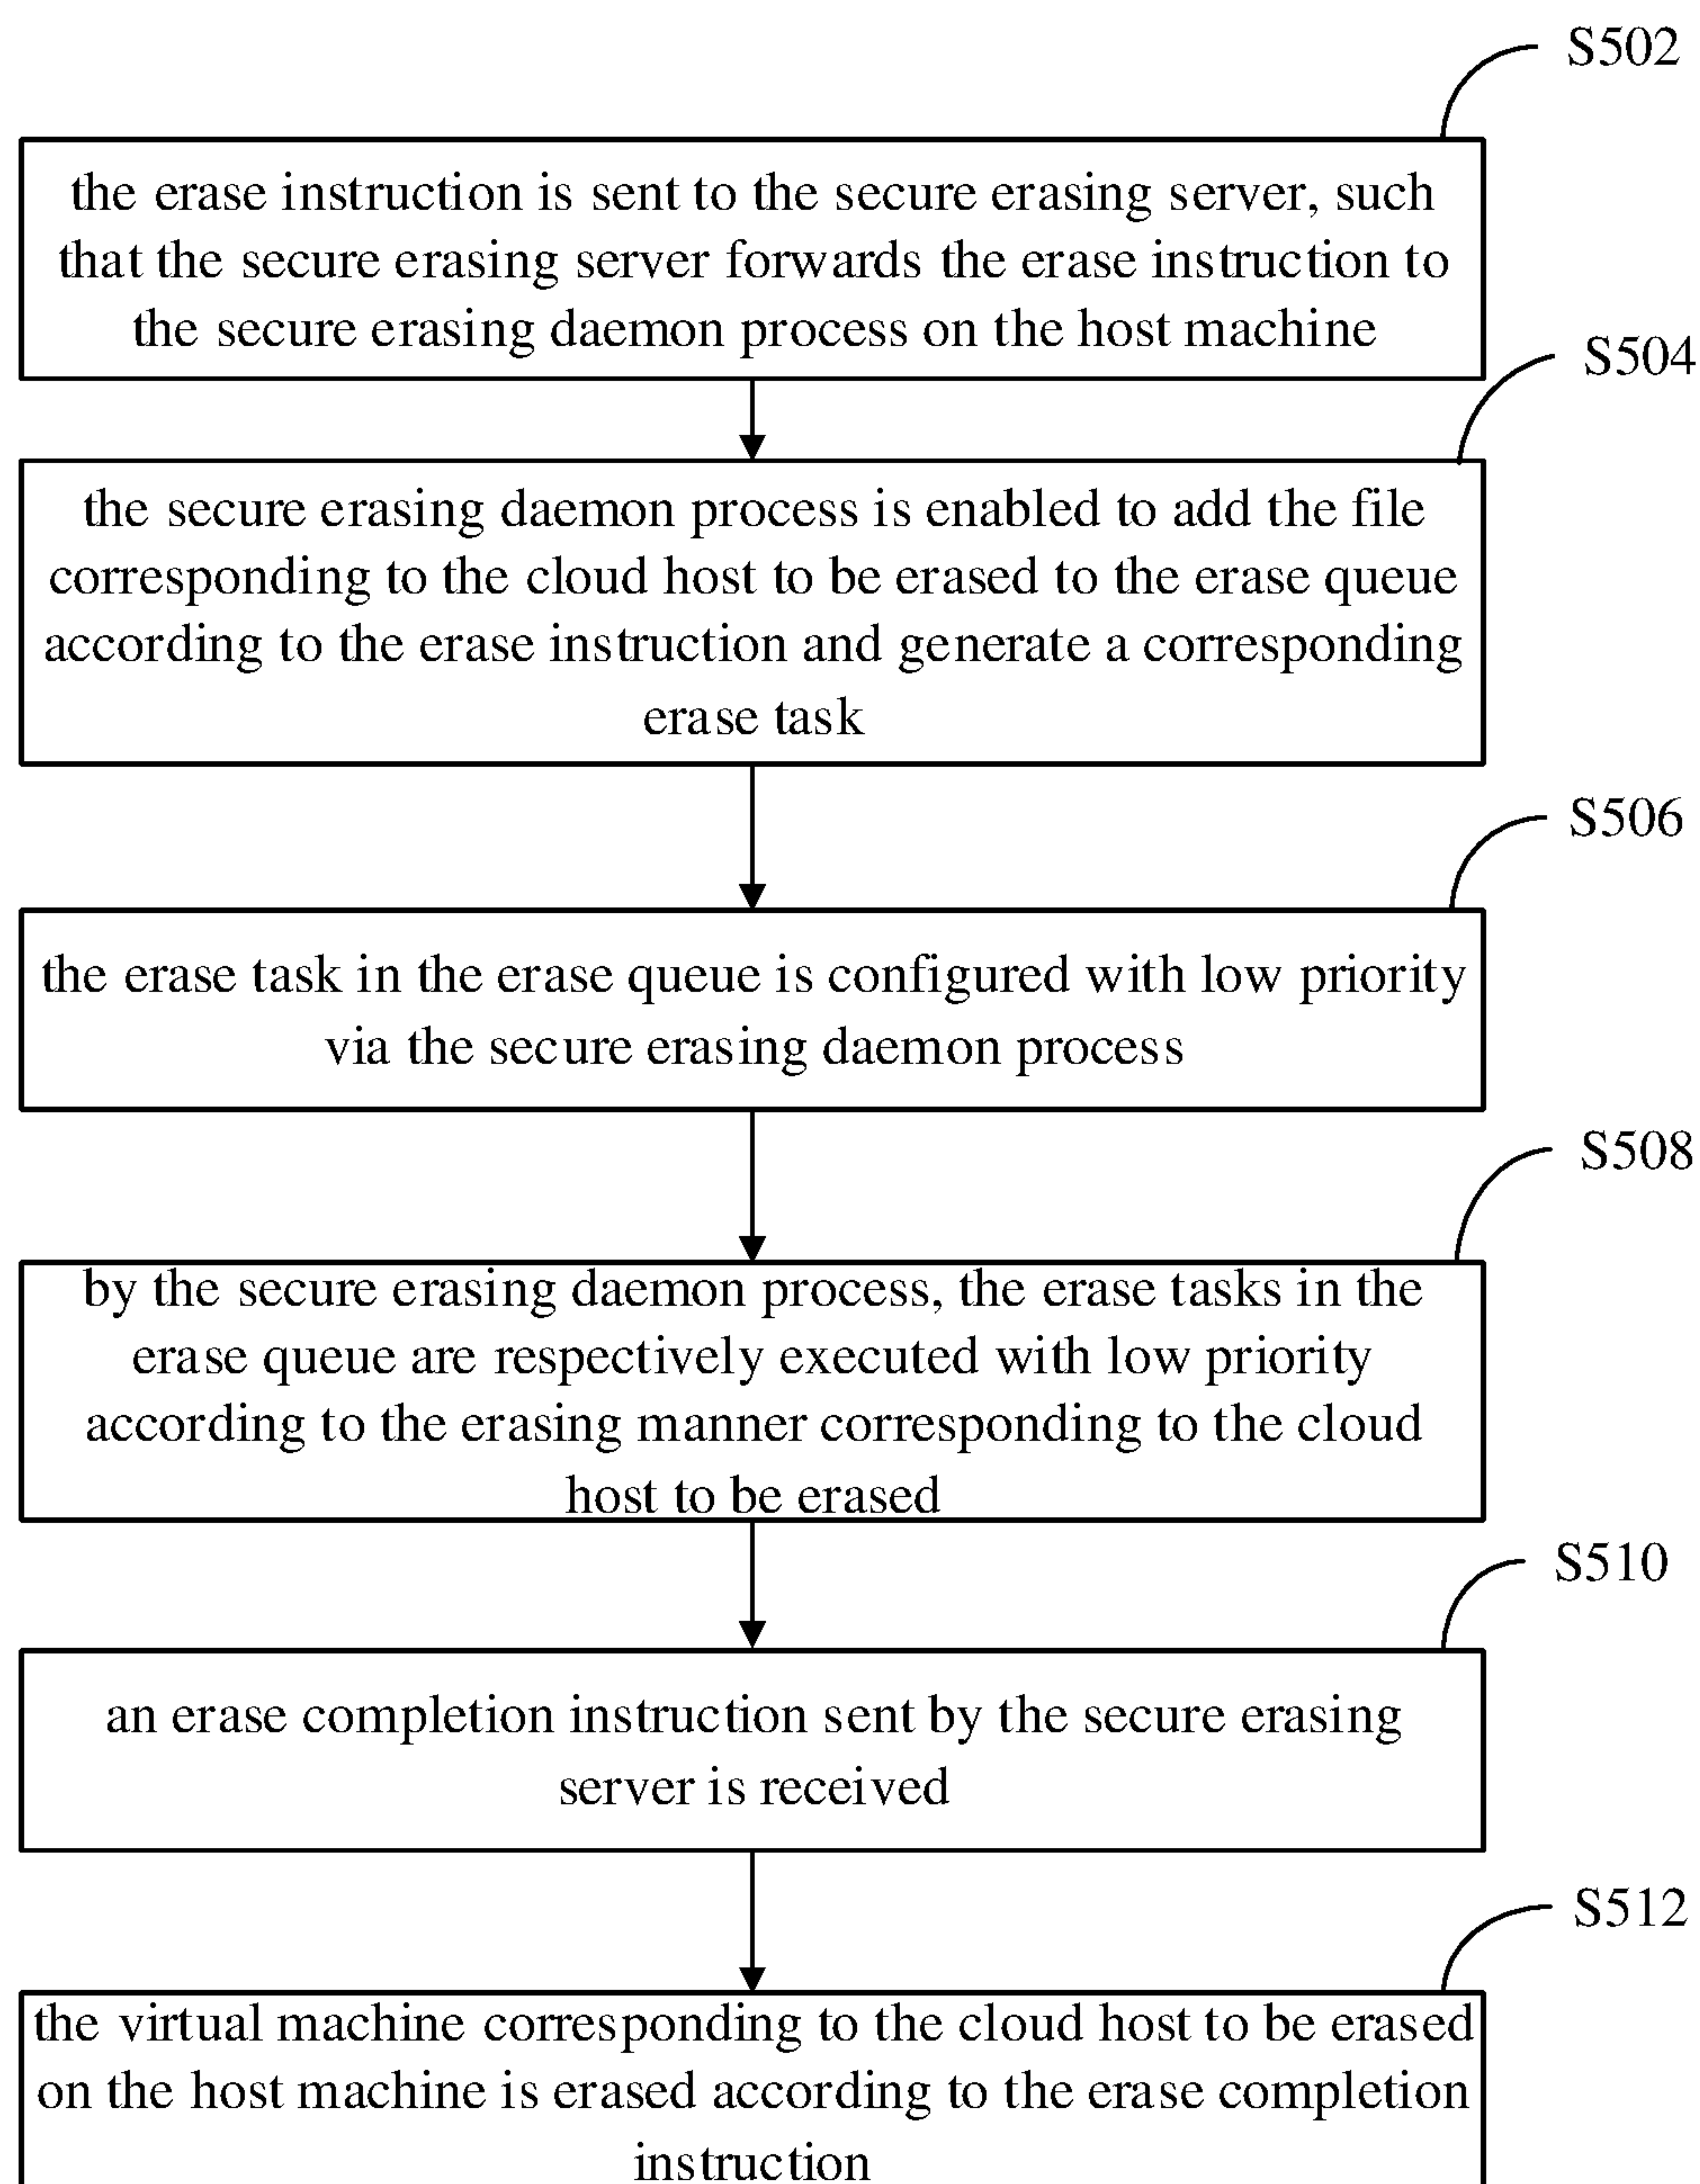 S502
the erase instruction is sent to the secure erasing server, such
that the secure erasing server forwards the erase instruction to
the secure erasing daemon process on the host machine
S504
the secure erasing daemon process is enabled to add the file
corresponding to the cloud host to be erased to the erase queue
according to the erase instruction and generate a corresponding
erase task
S506
the erase task in the erase queue is configured with low priority
via the secure erasing daemon process
S508
by the secure erasing daemon process, the erase tasks in the
erase queue are respectively executed with low priority
according to the erasing manner corresponding to the cloud
host to be erased
S510
an erase completion instruction sent by the secure erasing
server is received
S512
the virtual machine corresponding to the cloud host to be erased
on the host machine is erased according to the erase completion
instruction